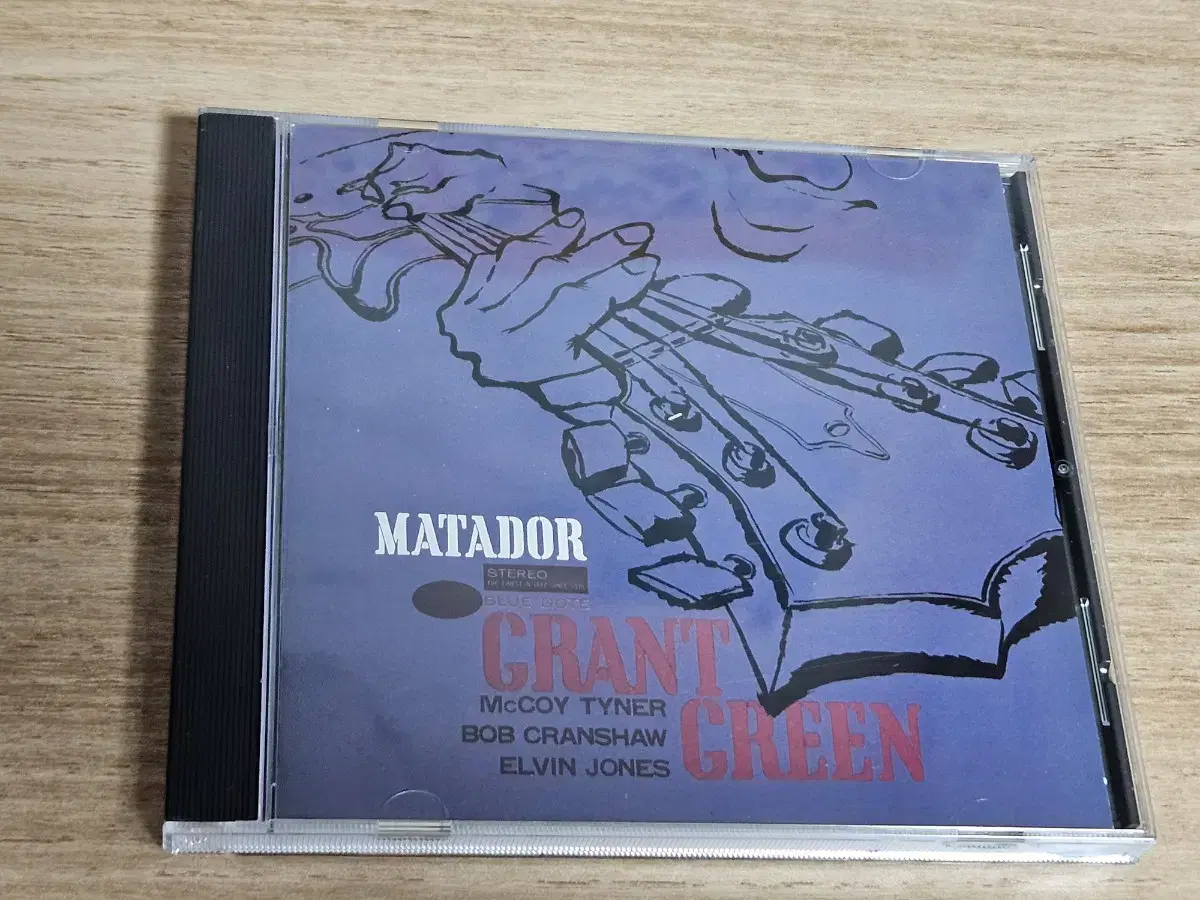 MATADOR
STEREO
BLUE NOTE
GRANT
McCOY TYNER
GREEN
BOB CRANSHAW
ELVIN JONES